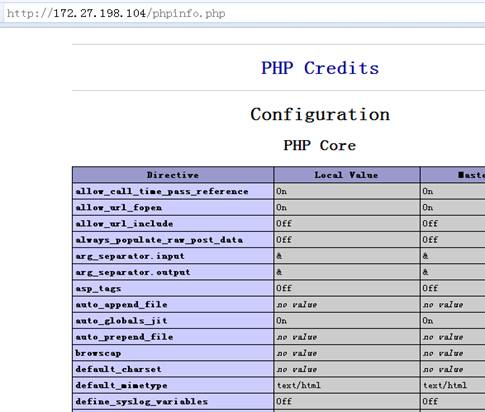 http://172.27.198.104/phpinfo.php
PHP Credits
Configuration
PHP Core
Directive Local Value Maste
allow_call_time_pass_reference On On
allow_url_fopen On On
allow_url_include Off Off
always_populate_raw_post_data Off Off
arg_separator.input & &
arg_separator.output & &
asp_tags Off Off
auto_append_file no value no value
auto_globals_jit On On
auto_prepend_file no value no value
browscap no value no value
default_charset no value no value
default_mimetype text/html text/html
define_syslog_variables Off Off